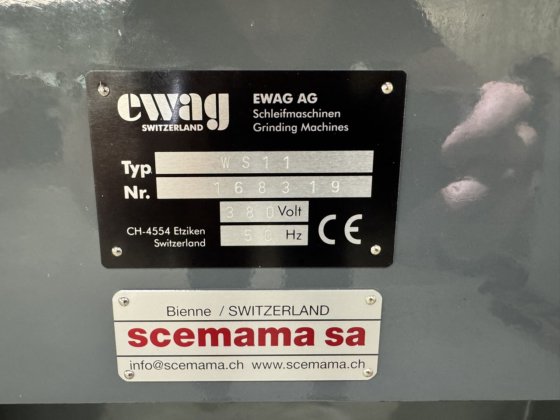 ewag
SWITZERLAND
EWAG AG
Schleifmaschinen
Grinding Machines
Typ WS11
Nr. 168319
380 Volt
50 Hz
CH-4554 Etziken
Switzerland
CE
Bienne / SWITZERLAND
scemama sa
info@scemama.ch www.scemama.ch